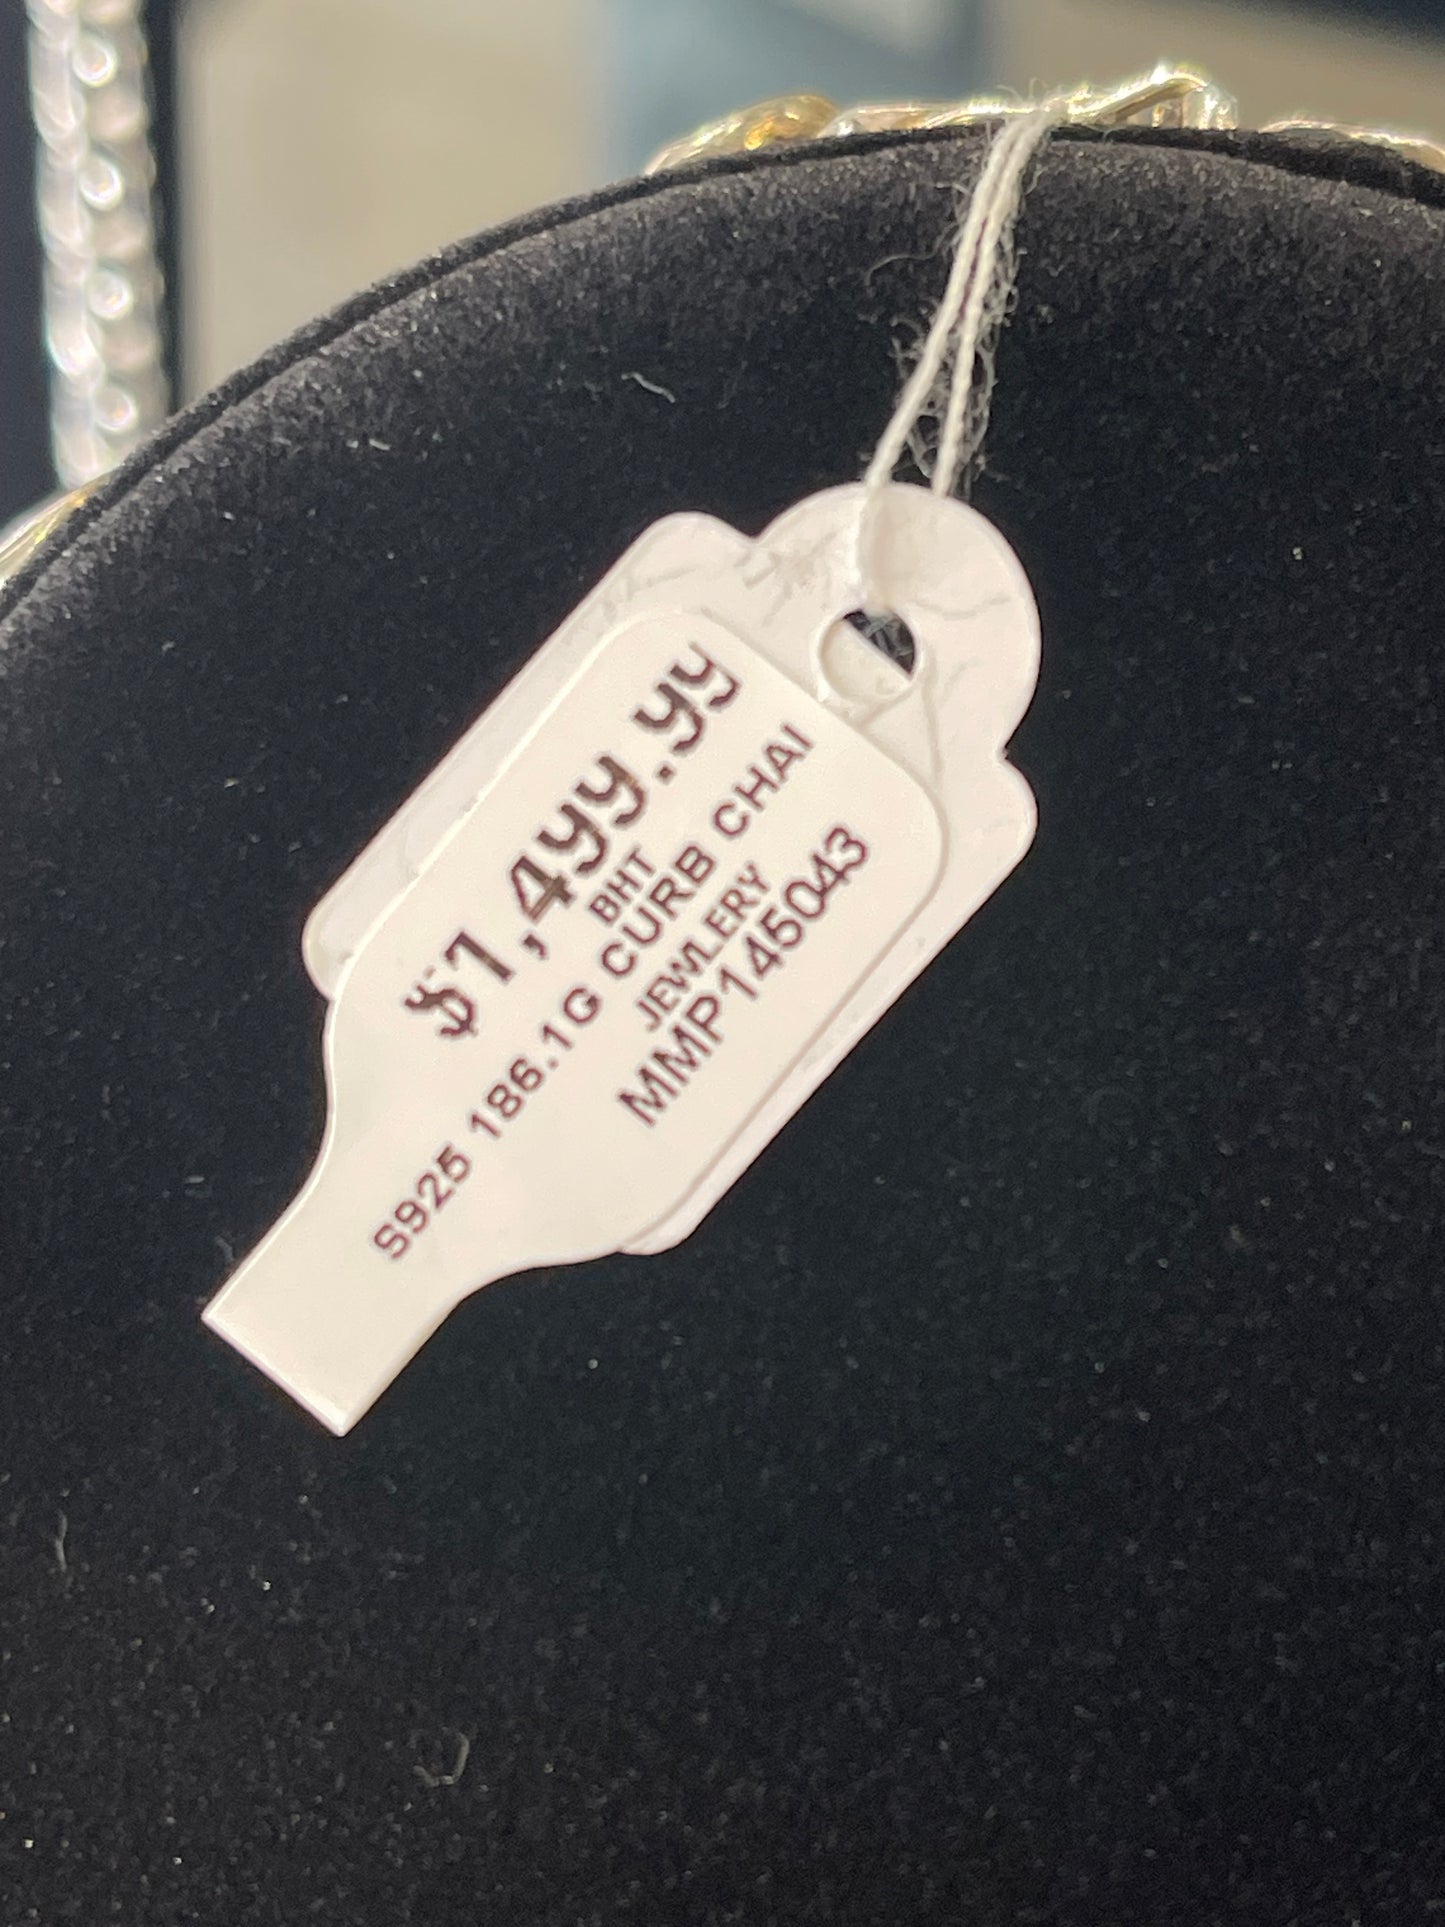 $1,499.99
BHT
S925 186.1G CURB CHAI
JEWLERY
MMP145043